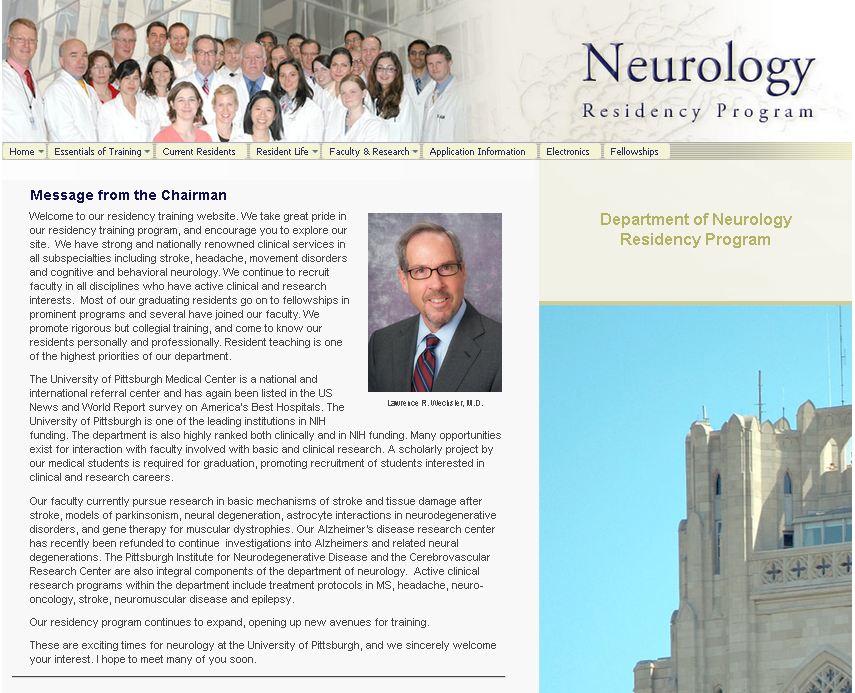 Neurology
Residency Program
Home
Essentials of Training
Current Residents
Resident Life
Faculty & Research
Application Information
Electronics
Fellowships
Message from the Chairman
Welcome to our residency training website. We take great pride in
our residency training program, and encourage you to explore our
site.  We have strong and nationally renowned clinical services in
all subspecialties including stroke, headache, movement disorders
and cognitive and behavioral neurology. We continue to recruit
faculty in all disciplines who have active clinical and research
interests.  Most of our graduating residents go on to fellowships in
prominent programs and several have joined our faculty. We
promote rigorous but collegial training, and come to know our
residents personally and professionally. Resident teaching is one
of the highest priorities of our department.
Lawrence R. Wechsler, M.D.
The University of Pittsburgh Medical Center is a national and
international referral center and has again been listed in the US
News and World Report survey on America's Best Hospitals. The
University of Pittsburgh is one of the leading institutions in NIH
funding. The department is also highly ranked both clinically and in NIH funding. Many opportunities
exist for interaction with faculty involved with basic and clinical research. A scholarly project by
our medical students is required for graduation, promoting recruitment of students interested in
clinical and research careers.
Our faculty currently pursue research in basic mechanisms of stroke and tissue damage after
stroke, models of parkinsonism, neural degeneration, astrocyte interactions in neurodegenerative
disorders, and gene therapy for muscular dystrophies. Our Alzheimer's disease research center
has recently been refunded to continue  investigations into Alzheimers and related neural
degenerations. The Pittsburgh Institute for Neurodegenerative Disease and the Cerebrovascular
Research Center are also integral components of the department of neurology.  Active clinical
research programs within the department include treatment protocols in MS, headache, neuro-
oncology, stroke, neuromuscular disease and epilepsy.
Our residency program continues to expand, opening up new avenues for training.
These are exciting times for neurology at the University of Pittsburgh, and we sincerely welcome
your interest. I hope to meet many of you soon.
Department of Neurology
Residency Program